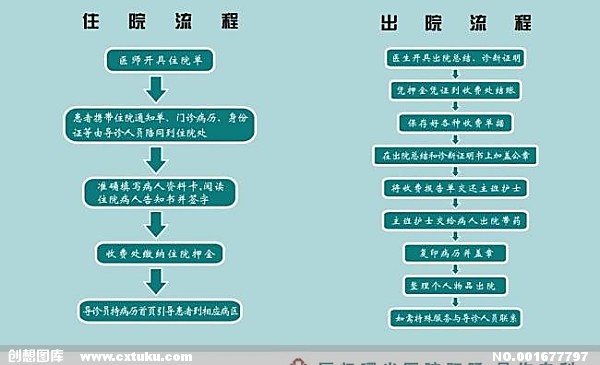 住院流程
医师开具住院单
患者携带住院通知单、门诊病历、身份
证等由导诊人员陪同到住院处
准确填写病人资料卡、阅读
住院病人告知书并签字
收费处缴纳住院押金
导诊员持病历首页引导患者到相应病区
出院流程
医生开具出院总结、诊断证明
凭押金凭证到收费处结账
保存好各种收费单据
在出院总结和诊断证明书上加盖公章
将收费报告单交还主班护士
主班护士交给病人出院带药
复印病历并盖章
整理个人物品出院
如需特殊服务与导诊人员联系
创想图库 www.cxtuku.com
NO.001677797